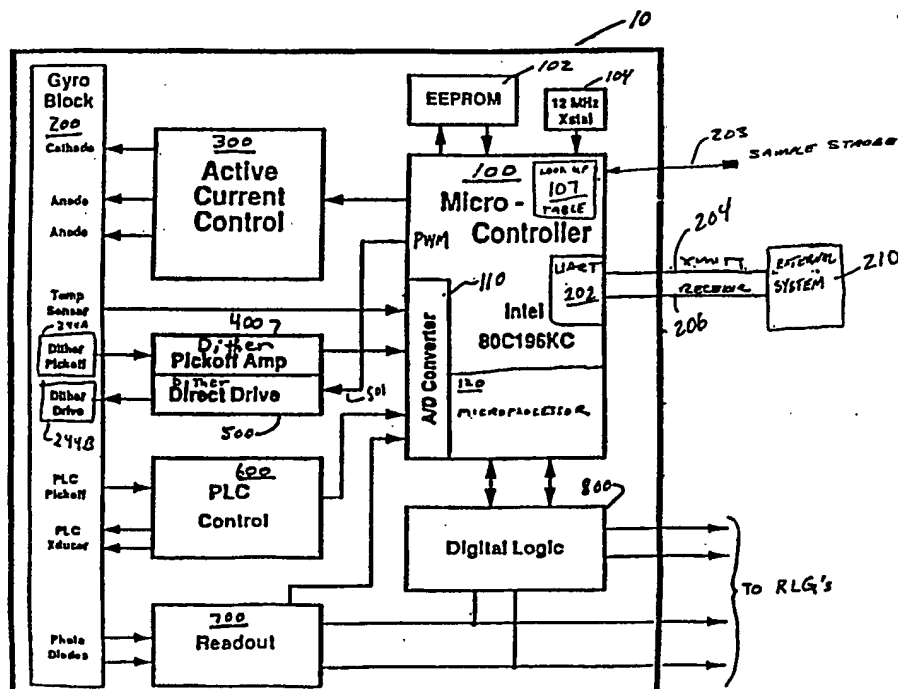 10
Gyro
Block
200
Cathode
Anode
Anode
Temp
Sensor
244A
Dither
Pickoff
Dither
Drive
244B
PLC
Pickoff
PLC
Xducer
Photo
Diodes
300
Active
Current
Control
400
Dither
Pickoff Amp
Dither
Direct Drive
500
501
600
PLC
Control
700
Readout
102
EEPROM
104
12 MHz
Xstal
100
LOOK UP
107
TABLE
Micro-
Controller
PWM
110
A/D Converter
UART
202
Intel
80C196KC
120
MICROPROCESSOR
800
Digital Logic
203
SAMPLE STROBE
204
XMIT
RECEIVE
206
EXTERNAL
SYSTEM
210
TO RLG's